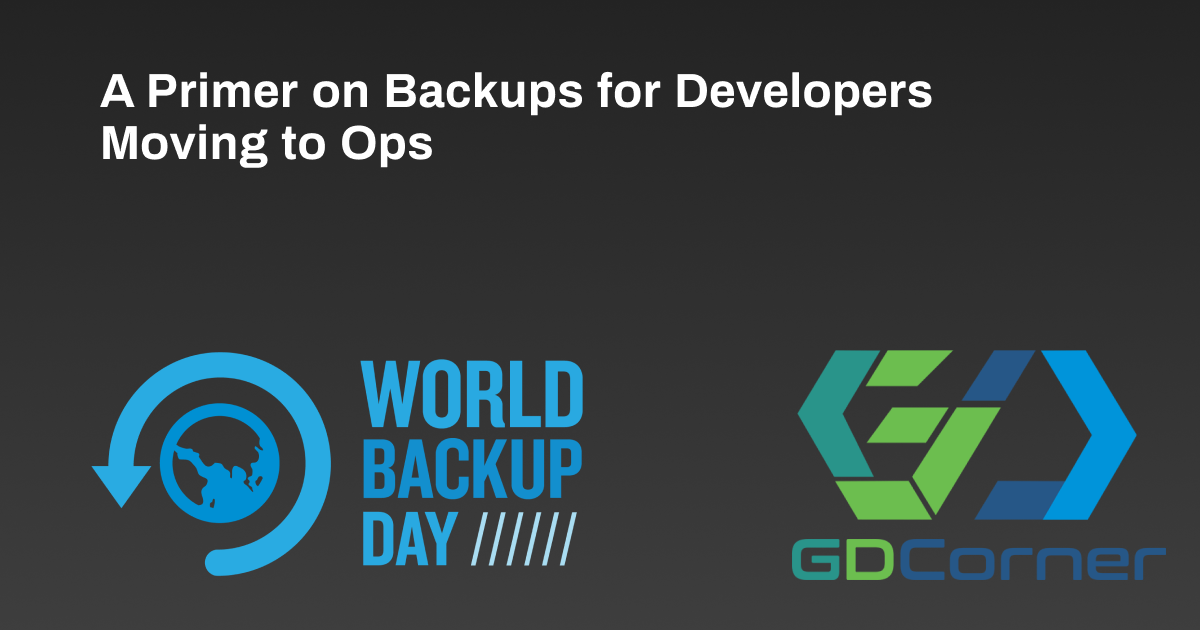 A Primer on Backups for Developers
Moving to Ops
WORLD
BACKUP
DAY ///////
GDCorner